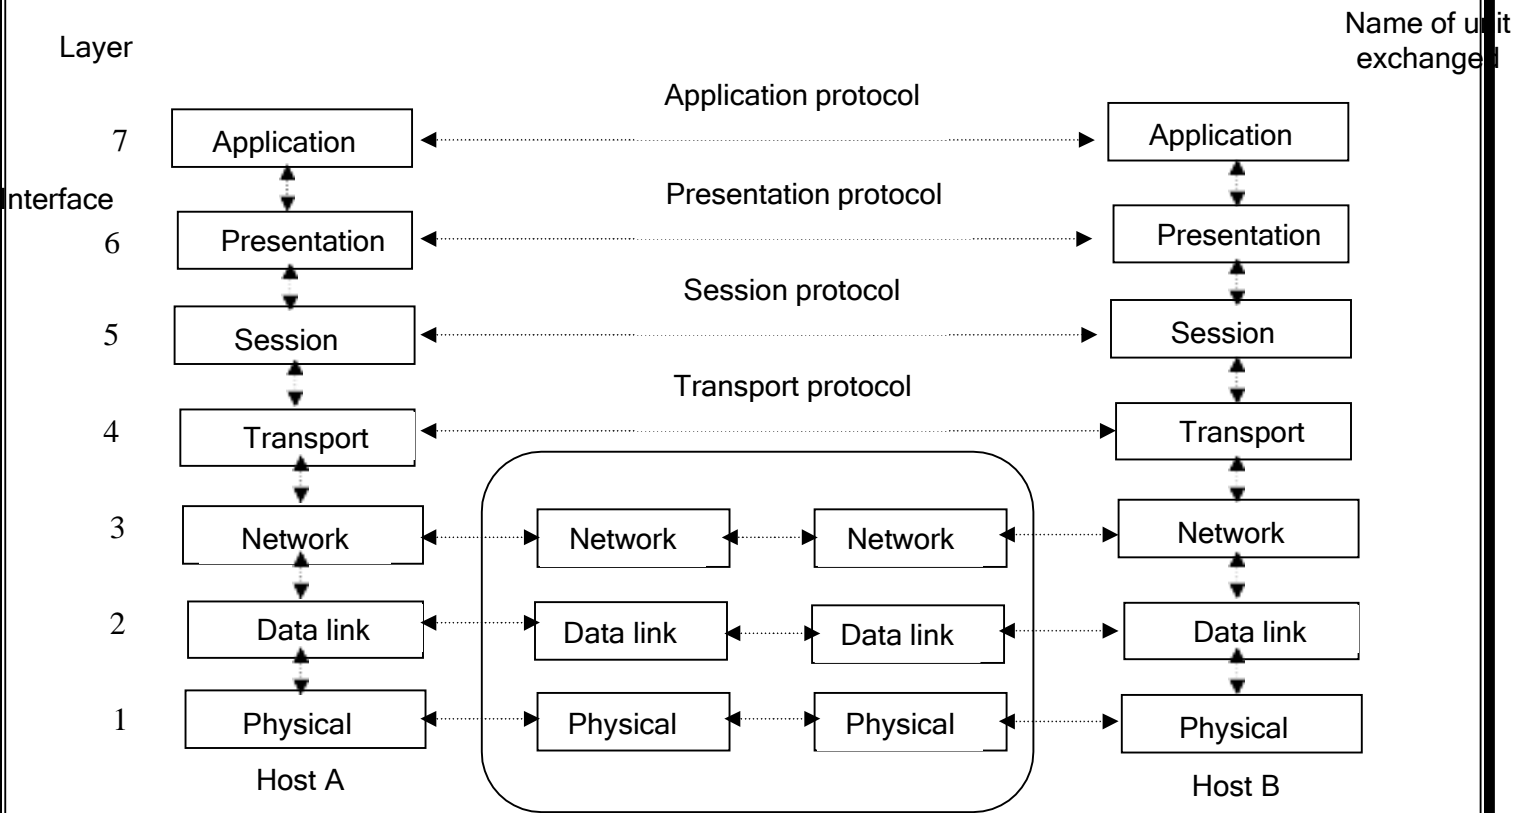 Name of unit
exchanged
Layer
Application protocol
7 Application Application
Interface
Presentation protocol
6 Presentation Presentation
Session protocol
5 Session Session
Transport protocol
4 Transport Transport
3 Network Network Network Network
2 Data link Data link Data link Data link
1 Physical Physical Physical Physical
Host A Host B